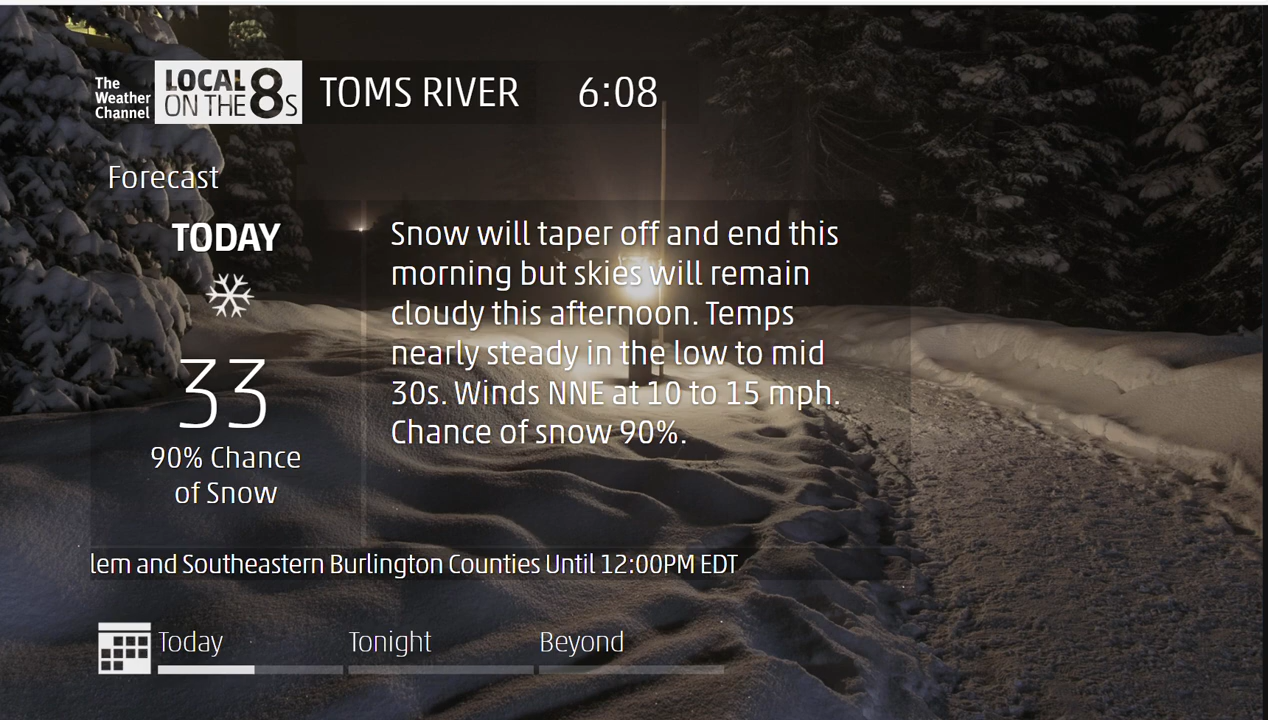 The
Weather
Channel
LOCAL
ON THE 8s
TOMS RIVER 6:08
Forecast
TODAY
33
90% Chance
of Snow
Snow will taper off and end this
morning but skies will remain
cloudy this afternoon. Temps
nearly steady in the low to mid
30s. Winds NNE at 10 to 15 mph.
Chance of snow 90%.
lem and Southeastern Burlington Counties Until 12:00PM EDT
Today Tonight Beyond